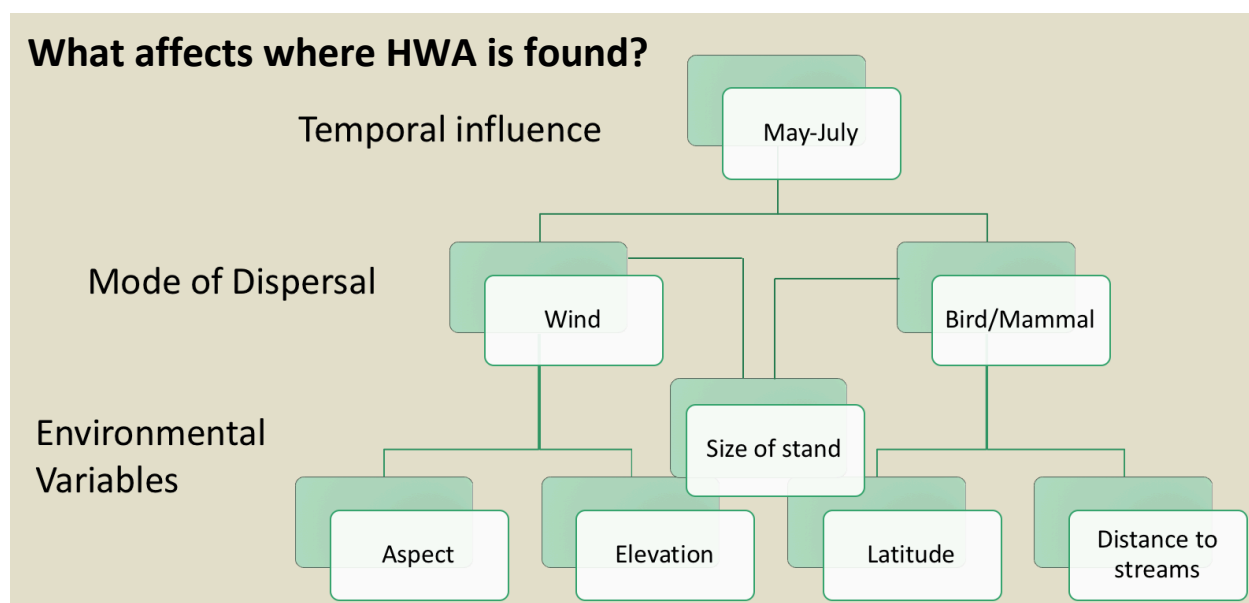 What affects where HWA is found?
Temporal influence
May-July
Mode of Dispersal
Wind
Bird/Mammal
Environmental
Variables
Size of stand
Aspect
Elevation
Latitude
Distance to
streams